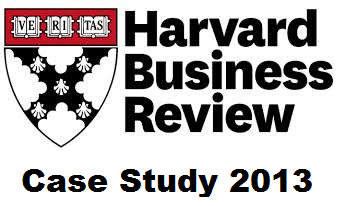 VE RI TAS
Harvard
Business
Review
Case Study 2013